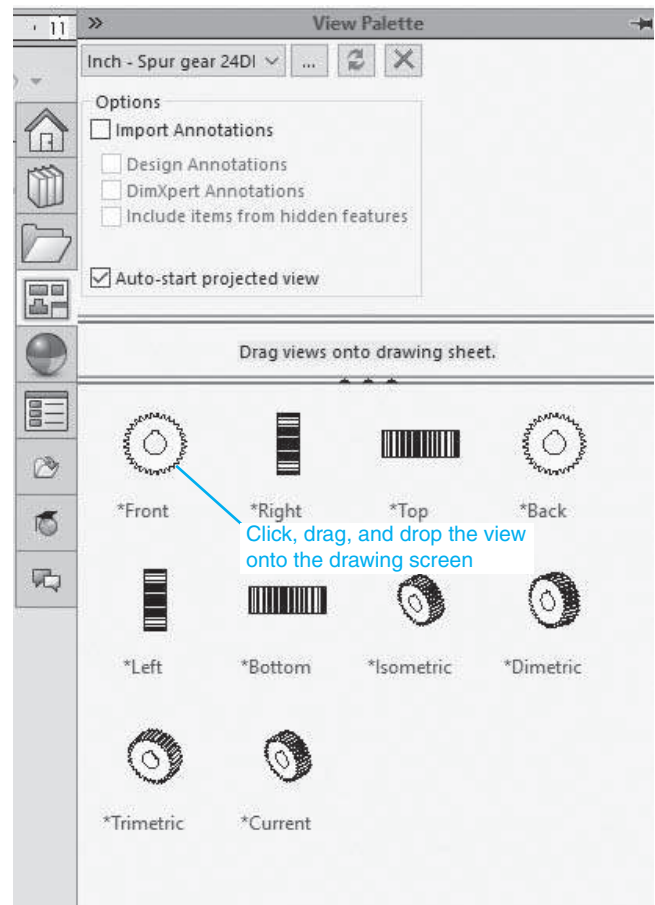 11
» View Palette
Inch - Spur gear 24DI ...
Options
Import Annotations
Design Annotations
DimXpert Annotations
Include items from hidden features
Auto-start projected view
Drag views onto drawing sheet.
*Front *Right *Top *Back
Click, drag, and drop the view
onto the drawing screen
*Left *Bottom *Isometric *Dimetric
*Trimetric *Current